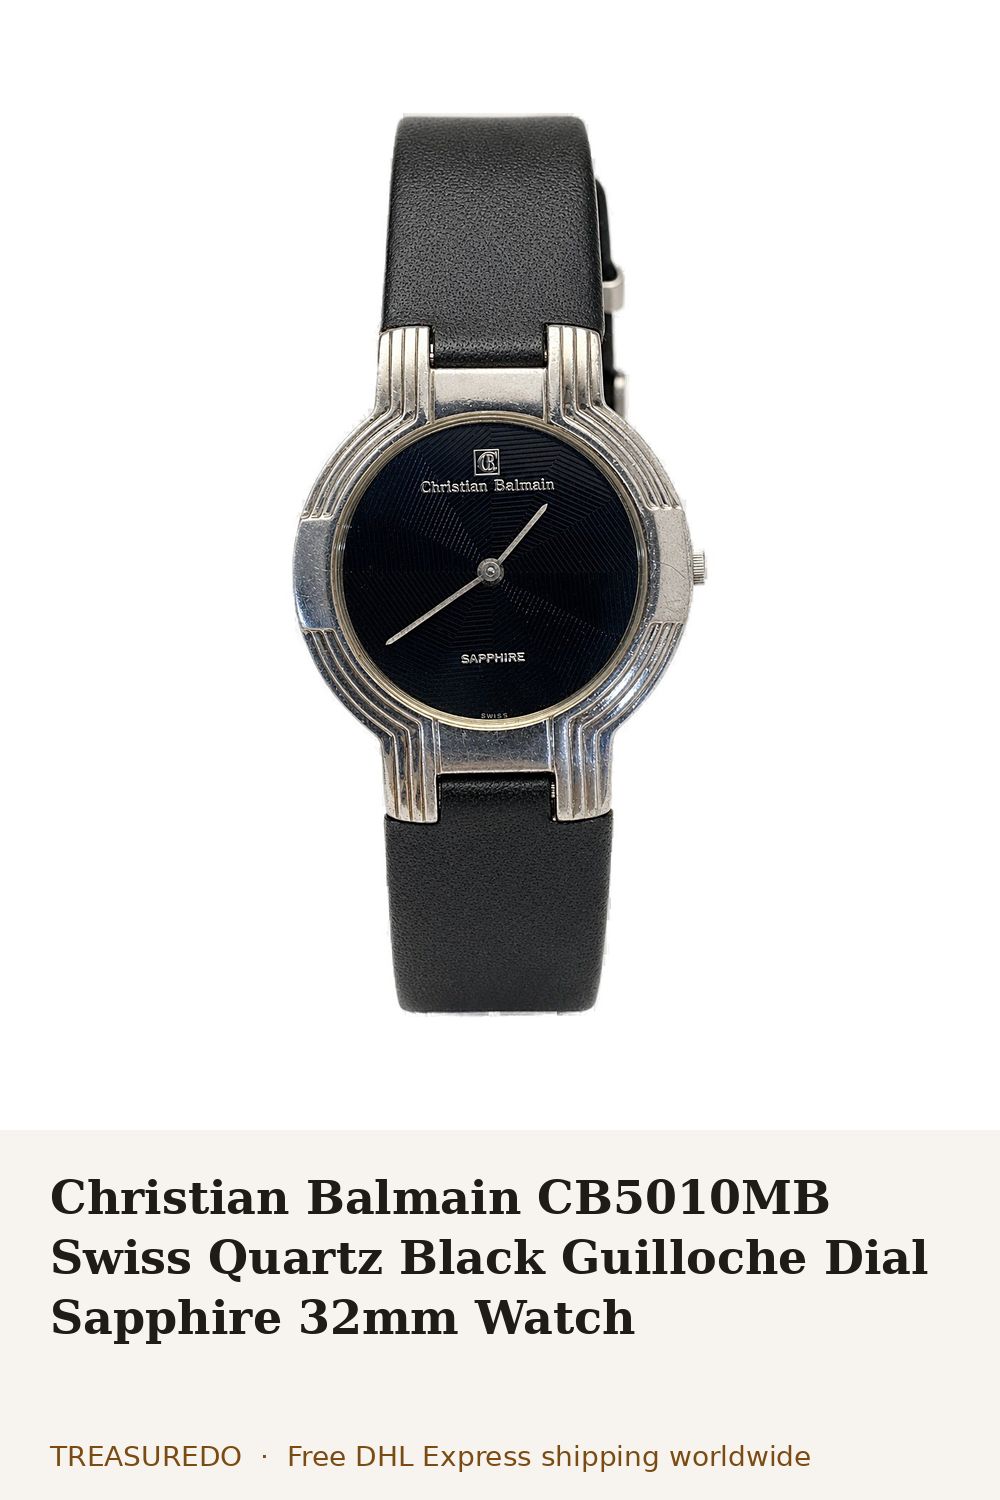 Christian Balmain
SAPPHIRE
SWISS
Christian Balmain CB5010MB
Swiss Quartz Black Guilloche Dial
Sapphire 32mm Watch
TREASUREDO · Free DHL Express shipping worldwide